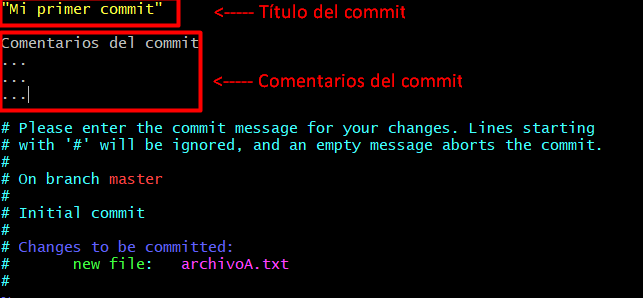 "Mi primer commit" <----- Título del commit
Comentarios del commit
...
... <----- Comentarios del commit
...
# Please enter the commit message for your changes. Lines starting
# with '#' will be ignored, and an empty message aborts the commit.
#
# On branch master
#
# Initial commit
#
# Changes to be committed:
#       new file:   archivoA.txt
#